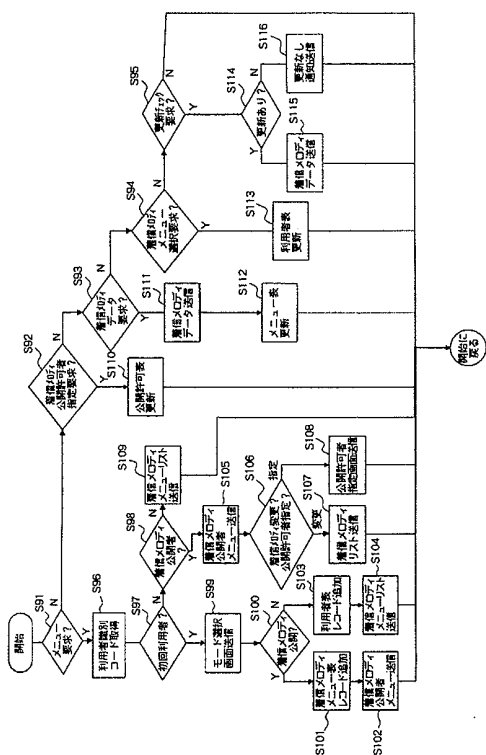 開始
S91
メニュー
要求？
N
Y
S96
利用者識別
コード取得
S97
初回利用者？
N
Y
S99
モード選択
画面送信
S100
着信メロディ
公開？
Y
N
S101
着信メロディ
メニュー表
レコード追加
S102
着信メロディ
公開者
メニュー送信
S103
利用者表
レコード追加
S104
着信メロディ
メニューリスト
送信
S98
着信メロディ
公開者
？
N
Y
S109
着信メロディ
メニューリスト
送信
S105
着信メロディ
公開者
メニュー送信
S106
着信メロディ変更？
公開許可者指定？
変更
指定
S107
着信メロディ
リスト送信
S108
公開許可者
指定画面送信
S92
着信メロディ
公開許可者
指定要求？
N
Y
S110
公開許可表
更新
S93
着信メロディ
データ
要求？
N
Y
S111
着信メロディ
データ送信
S112
メニュー表
更新
S94
着信メロディ
メニュー
選択要求？
N
Y
S113
利用者表
更新
S95
更新チェック
要求？
N
Y
S114
更新あり？
Y
N
S115
着信メロディ
データ送信
S116
更新なし
通知送信
開始に
戻る